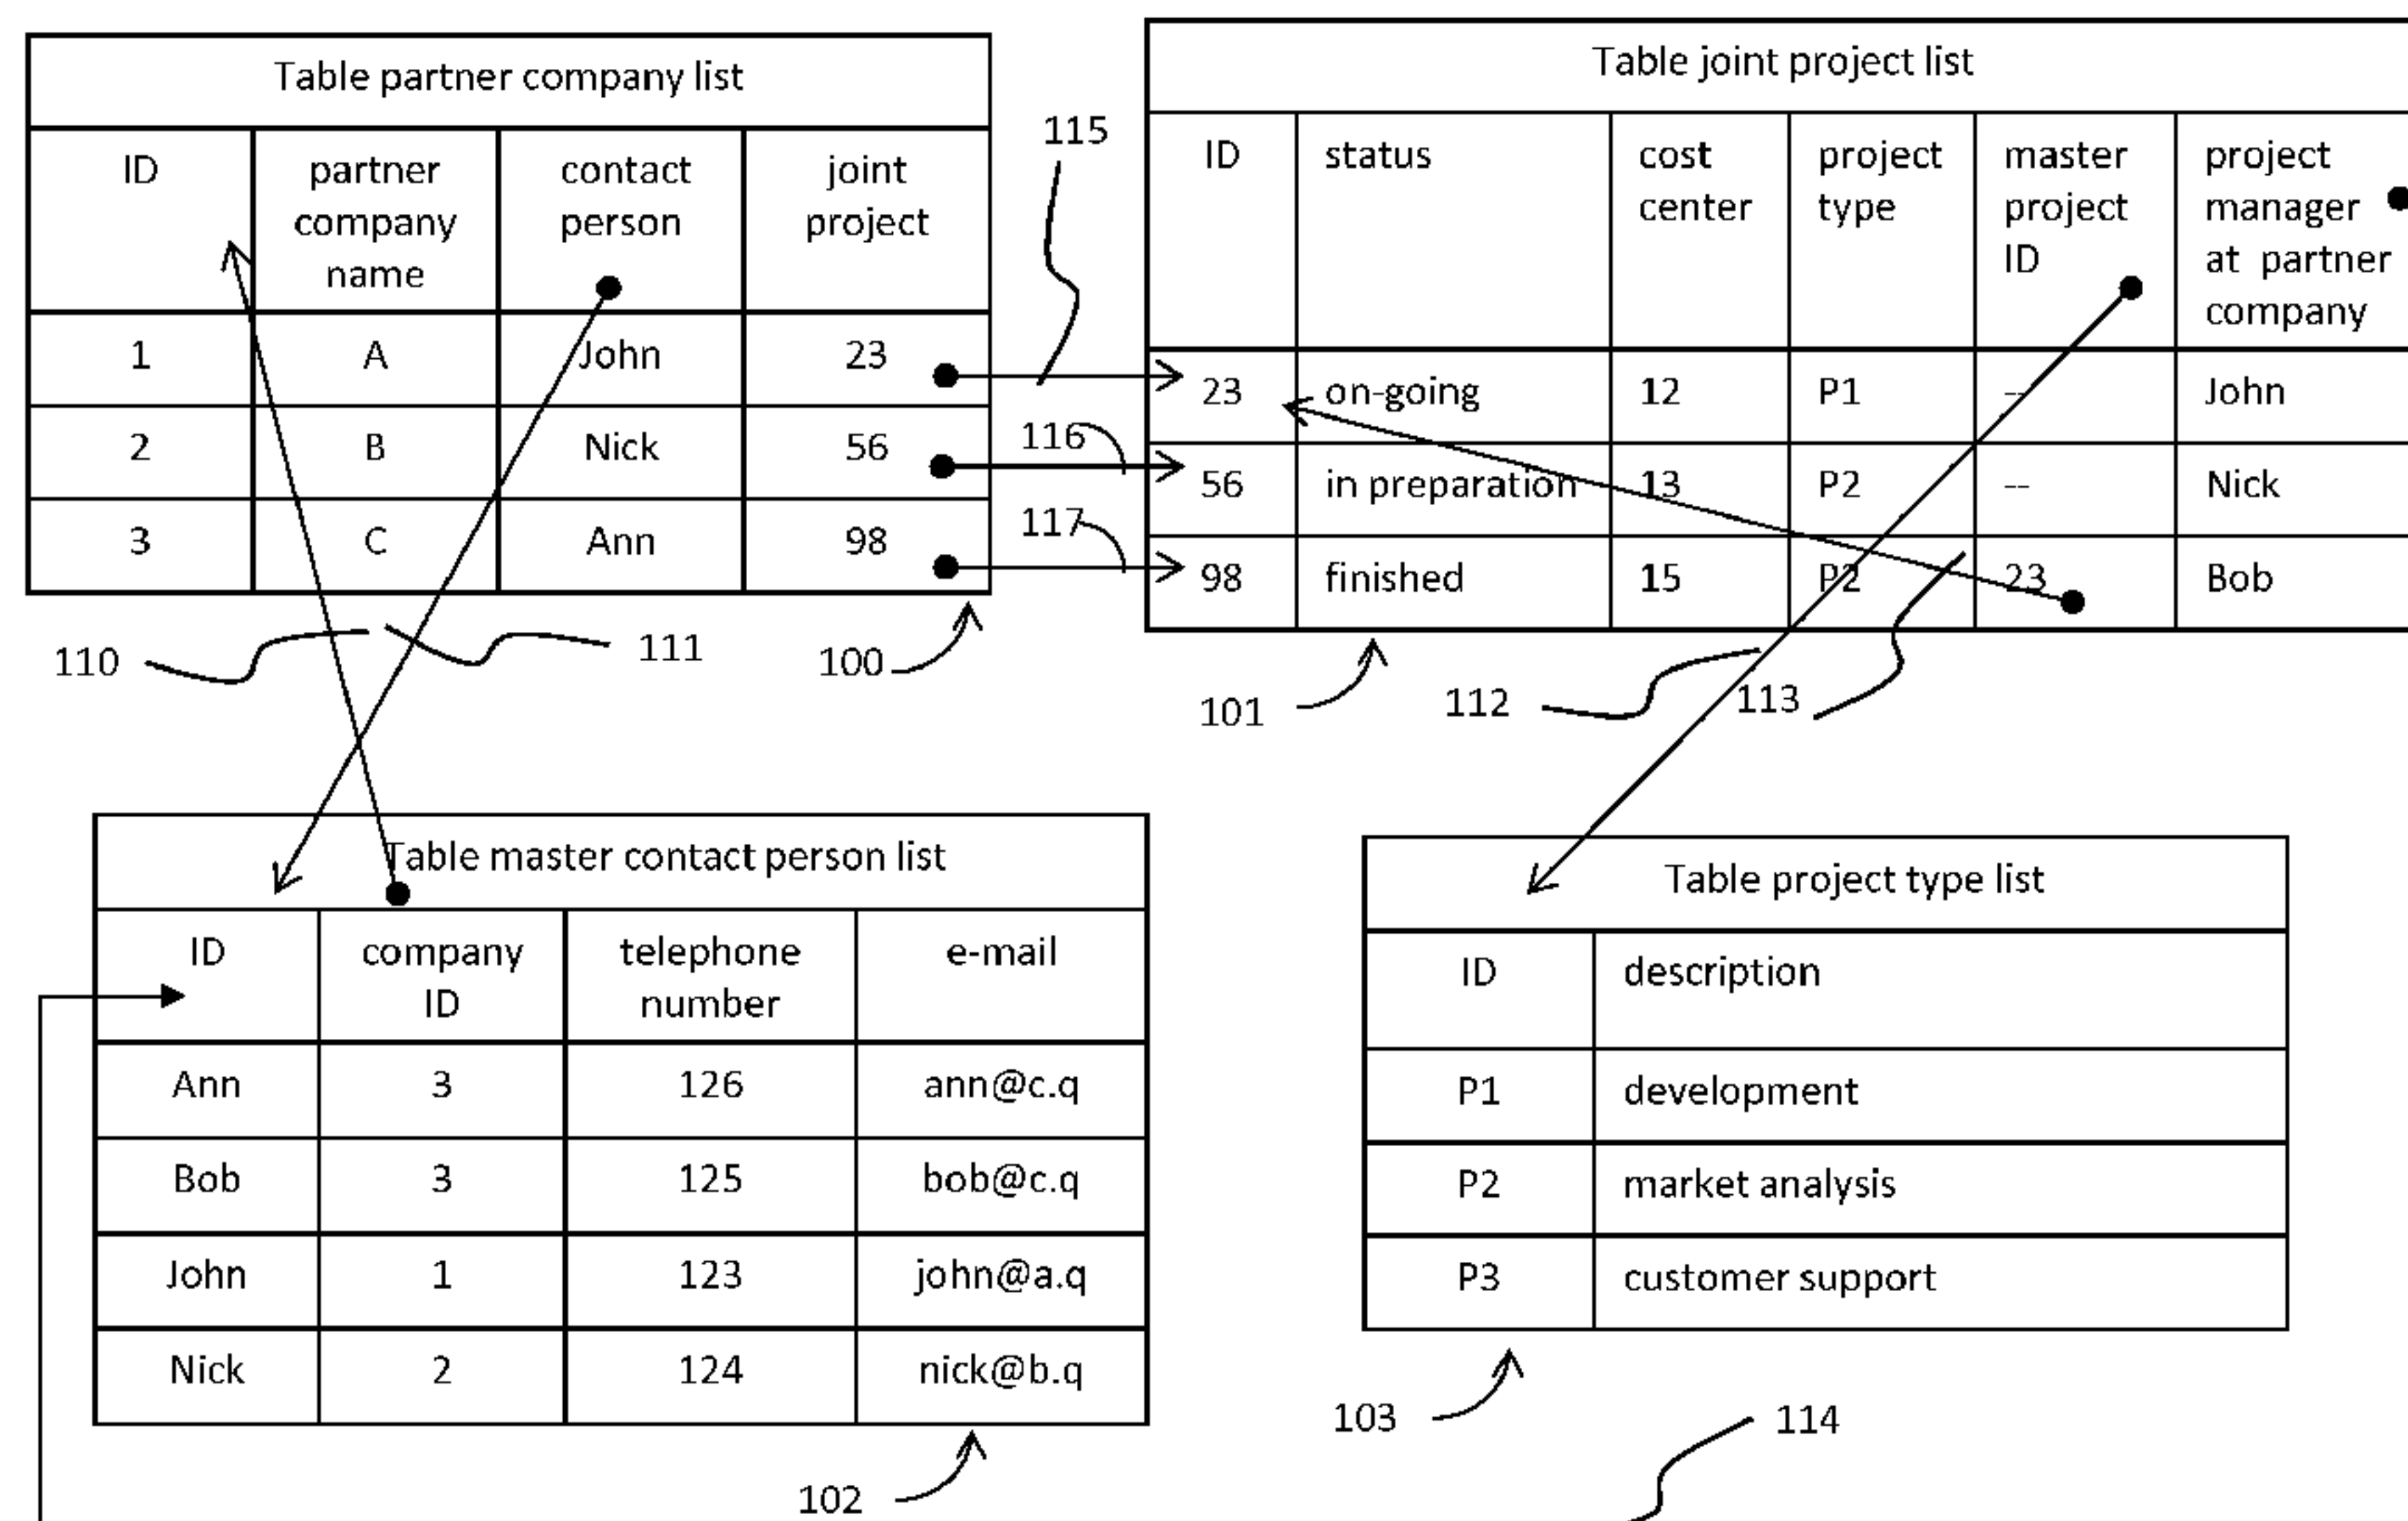 Table partner company list
ID partner company name contact person joint project
1 A John 23
2 B Nick 56
3 C Ann 98
115
116
117
Table joint project list
ID status cost center project type master project ID project manager at partner company
23 on-going 12 P1 -- John
56 in preparation 13 P2 -- Nick
98 finished 15 P2 23 Bob
110
111
100
101
112
113
Table master contact person list
ID company ID telephone number e-mail
Ann 3 126 ann@c.q
Bob 3 125 bob@c.q
John 1 123 john@a.q
Nick 2 124 nick@b.q
102
Table project type list
ID description
P1 development
P2 market analysis
P3 customer support
103
114